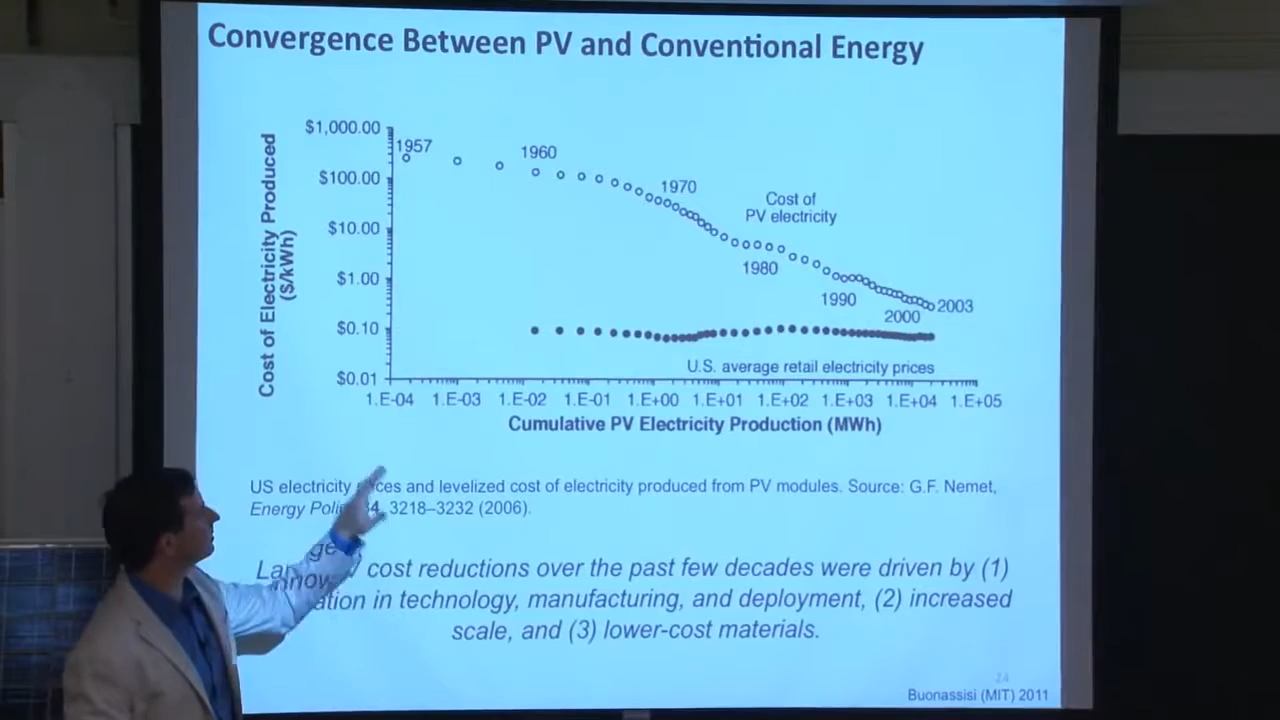 Convergence Between PV and Conventional Energy
Cost of Electricity Produced
($/kWh)
$1,000.00
$100.00
$10.00
$1.00
$0.10
$0.01
1957
1960
1970
Cost of
PV electricity
1980
1990
2000
2003
U.S. average retail electricity prices
1.E-04 1.E-03 1.E-02 1.E-01 1.E+00 1.E+01 1.E+02 1.E+03 1.E+04 1.E+05
Cumulative PV Electricity Production (MWh)
US electricity and levelized cost of electricity produced from PV modules. Source: G.F. Nemet,
Energy 3218–3232 (2006).
cost reductions over the past few decades were driven by (1)
in technology, manufacturing, and deployment, (2) increased
scale, and (3) lower-cost materials.
24
Buonassisi (MIT) 2011